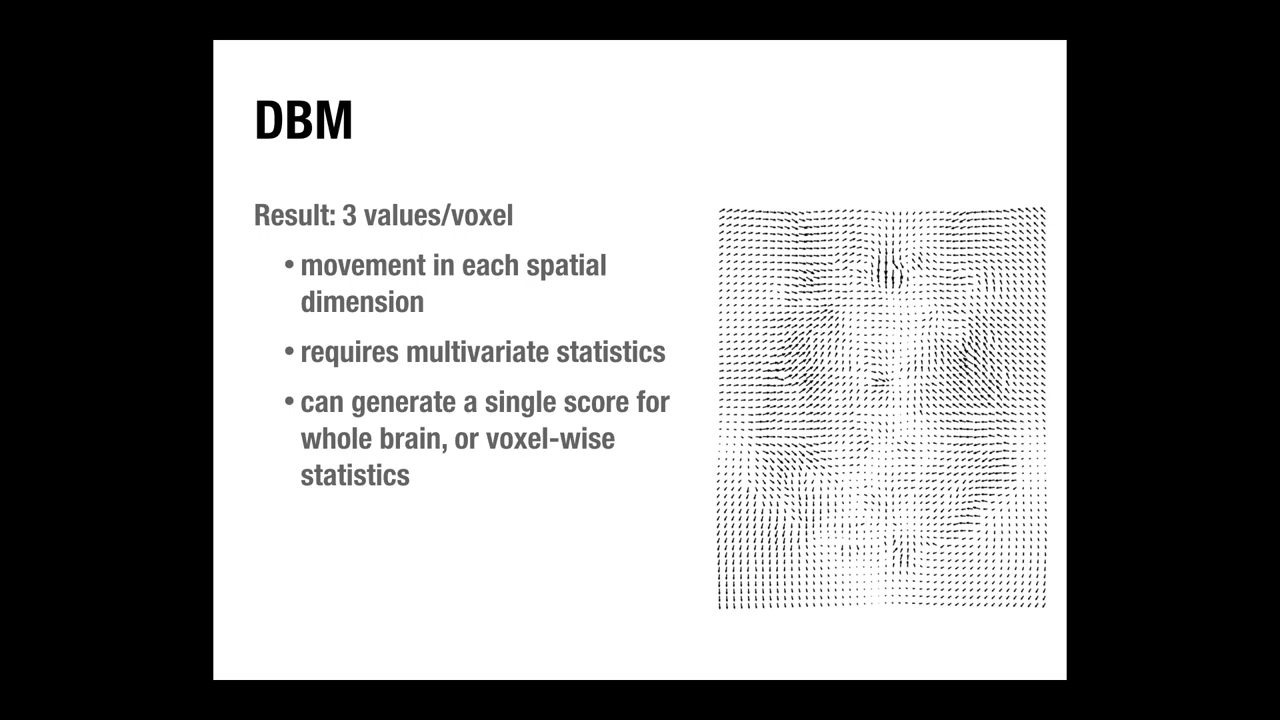 DBM
Result: 3 values/voxel
• movement in each spatial
dimension
• requires multivariate statistics
• can generate a single score for
whole brain, or voxel-wise
statistics